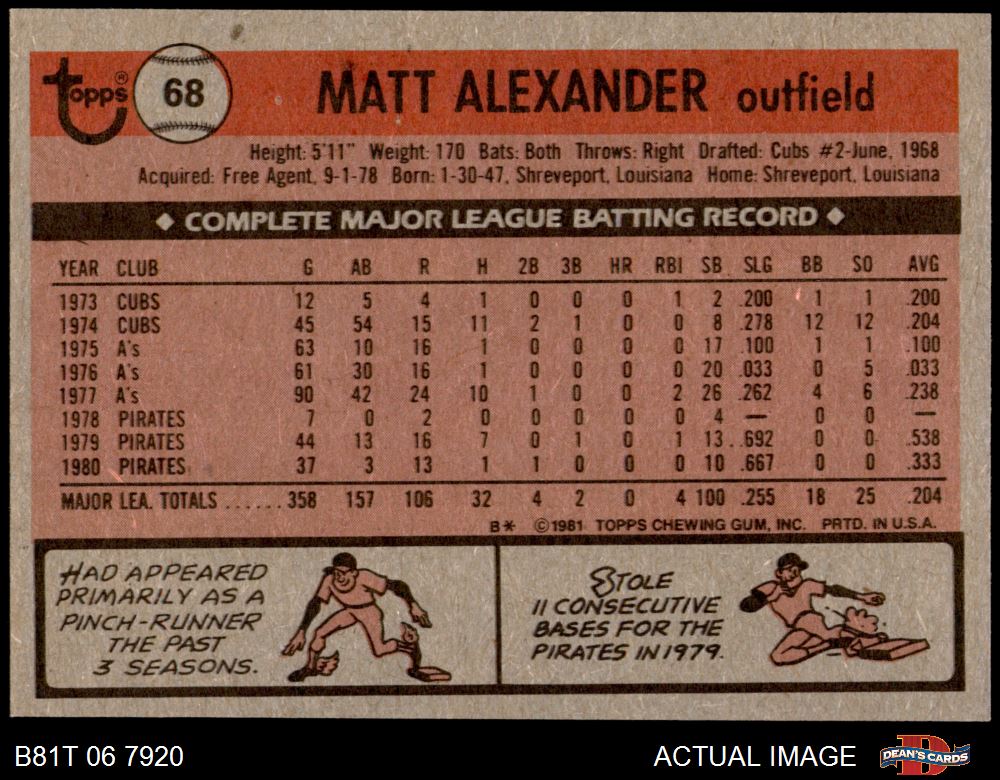 Topps® 68 MATT ALEXANDER outfield
Height: 5'11" Weight: 170 Bats: Both Throws: Right Drafted: Cubs #2-June, 1968
Acquired: Free Agent, 9-1-78 Born: 1-30-47, Shreveport, Louisiana Home: Shreveport, Louisiana
◆ COMPLETE MAJOR LEAGUE BATTING RECORD ◆
YEAR CLUB G AB R H 2B 3B HR RBI SB SLG BB SO AVG
1973 CUBS 12 5 4 1 0 0 0 1 2 .200 1 1 .200
1974 CUBS 45 54 15 11 2 1 0 0 8 .278 12 12 .204
1975 A's 63 10 16 1 0 0 0 0 17 .100 1 1 .100
1976 A's 61 30 16 1 0 0 0 0 20 .033 0 5 .033
1977 A's 90 42 24 10 1 0 0 2 26 .262 4 6 .238
1978 PIRATES 7 0 2 0 0 0 0 0 4 — 0 0 —
1979 PIRATES 44 13 16 7 0 1 0 1 13 .692 0 0 .538
1980 PIRATES 37 3 13 1 1 0 0 0 10 .667 0 0 .333
MAJOR LEA. TOTALS ...... 358 157 106 32 4 2 0 4 100 .255 18 25 .204
B* ©1981 TOPPS CHEWING GUM, INC. PRTD. IN U.S.A.
HAD APPEARED
PRIMARILY AS A
PINCH-RUNNER
THE PAST
3 SEASONS.
STOLE
11 CONSECUTIVE
BASES FOR THE
PIRATES IN 1979.
B81T 06 7920 ACTUAL IMAGE DEAN'S CARDS